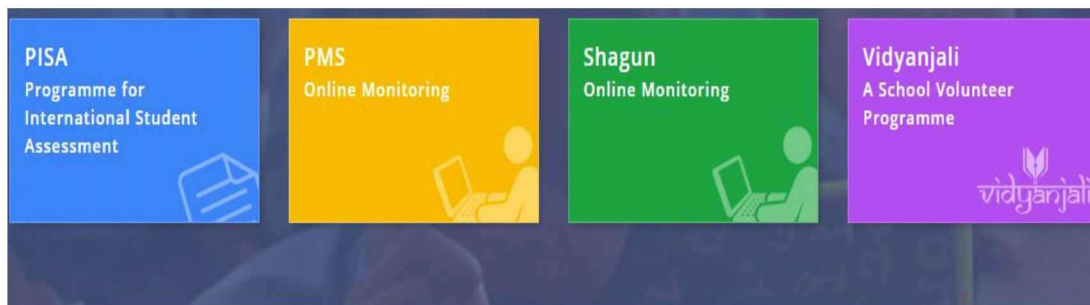 PISA
Programme for
International Student
Assessment
PMS
Online Monitoring
Shagun
Online Monitoring
Vidyanjali
A School Volunteer
Programme
vidyanjali